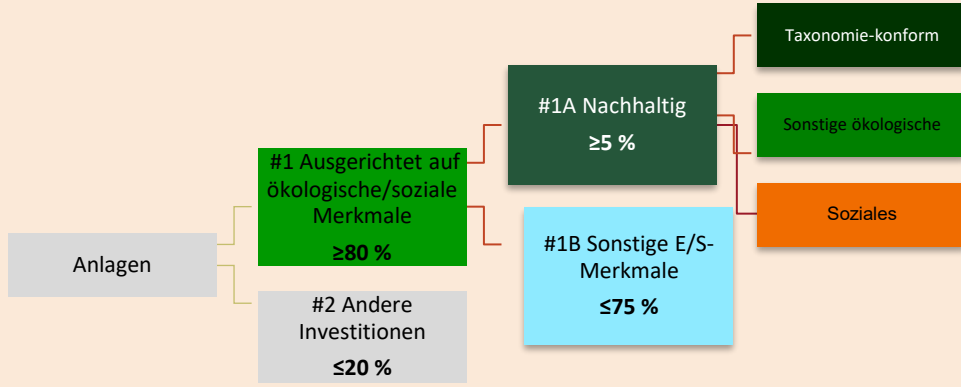 Anlagen
#1 Ausgerichtet auf
ökologische/soziale
Merkmale
≥80 %
#2 Andere
Investitionen
≤20 %
#1A Nachhaltig
≥5 %
#1B Sonstige E/S-
Merkmale
≤75 %
Taxonomie-konform
Sonstige ökologische
Soziales